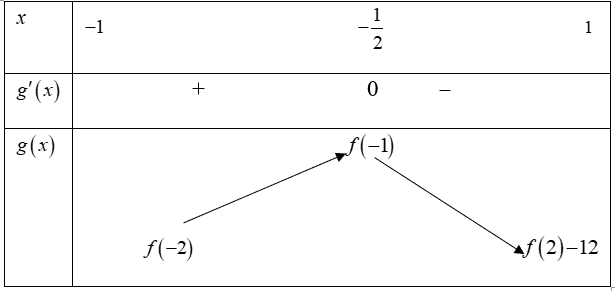 x −1 −1/2 1
g′(x) + 0 −
g(x) f(−1)
f(−2) f(2)−12